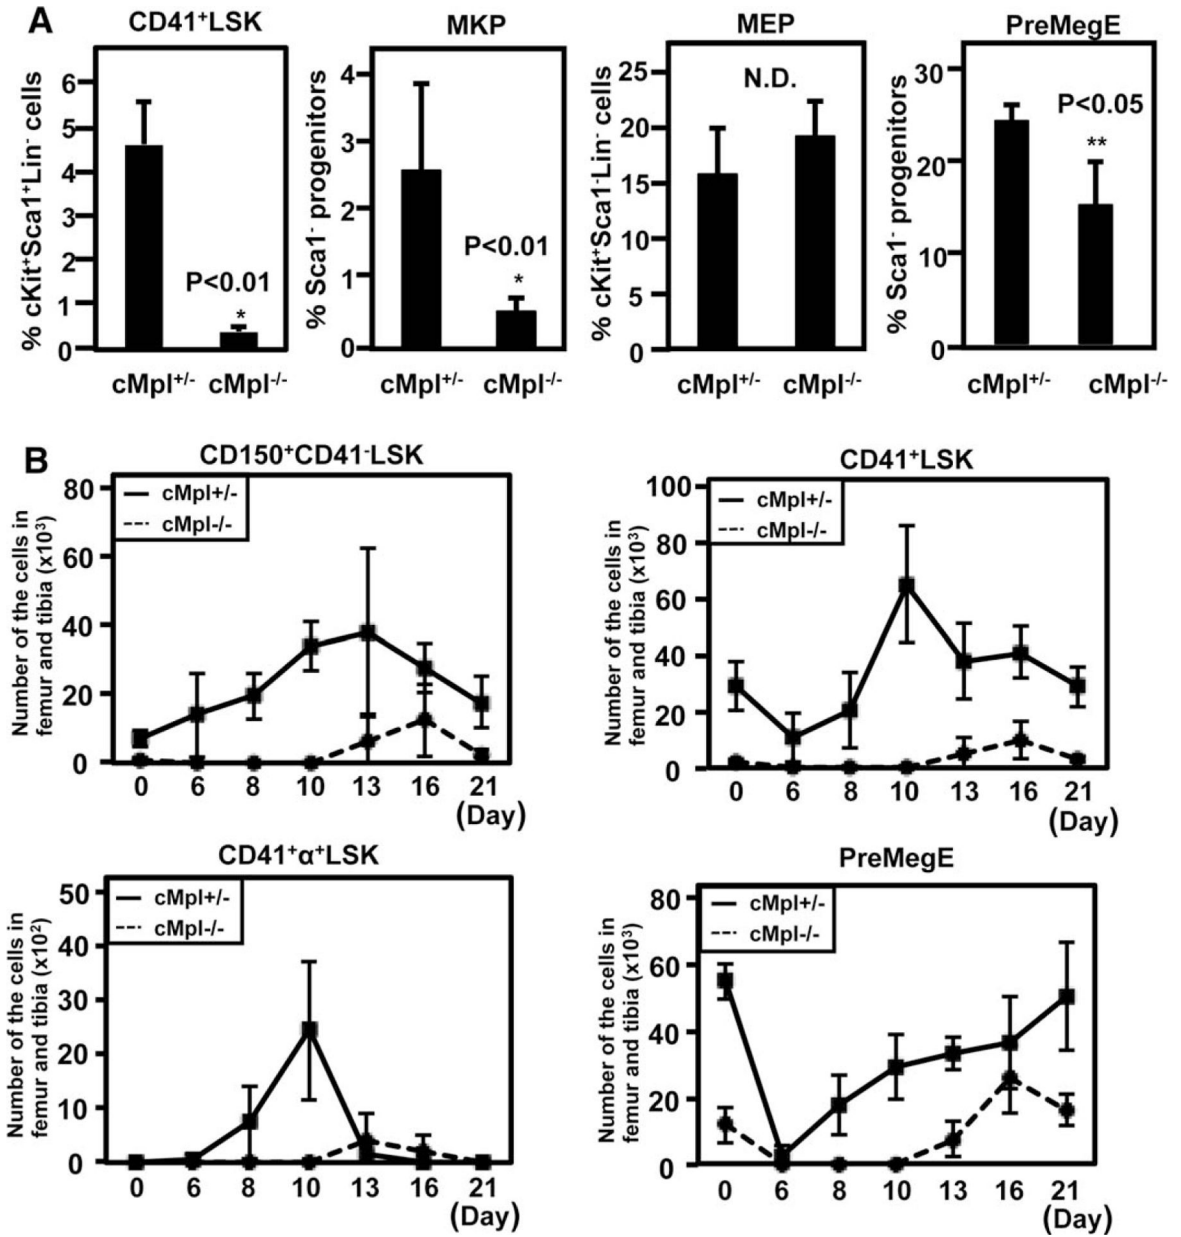 A
CD41⁺LSK
% cKit⁺Sca1⁺Lin⁻ cells
6
5
4
3
2
1
0
P<0.01
*
cMpl⁺/⁻ cMpl⁻/⁻
MKP
% Sca1⁻ progenitors
4
3
2
1
0
P<0.01
*
cMpl⁺/⁻ cMpl⁻/⁻
MEP
% cKit⁺Sca1⁻Lin⁻ cells
25
20
15
10
5
0
N.D.
cMpl⁺/⁻ cMpl⁻/⁻
PreMegE
% Sca1⁻ progenitors
30
20
10
0
P<0.05
**
cMpl⁺/⁻ cMpl⁻/⁻
B
CD150⁺CD41⁻LSK
Number of the cells in
femur and tibia (x10³)
80
60
40
20
0
cMpl+/-
cMpl-/-
0 6 8 10 13 16 21
(Day)
CD41⁺LSK
Number of the cells in
femur and tibia (x10³)
100
80
60
40
20
0
cMpl+/-
cMpl-/-
0 6 8 10 13 16 21
(Day)
CD41⁺α⁺LSK
Number of the cells in
femur and tibia (x10²)
50
40
30
20
10
0
cMpl+/-
cMpl-/-
0 6 8 10 13 16 21
(Day)
PreMegE
Number of the cells in
femur and tibia (x10³)
80
60
40
20
0
cMpl+/-
cMpl-/-
0 6 8 10 13 16 21
(Day)